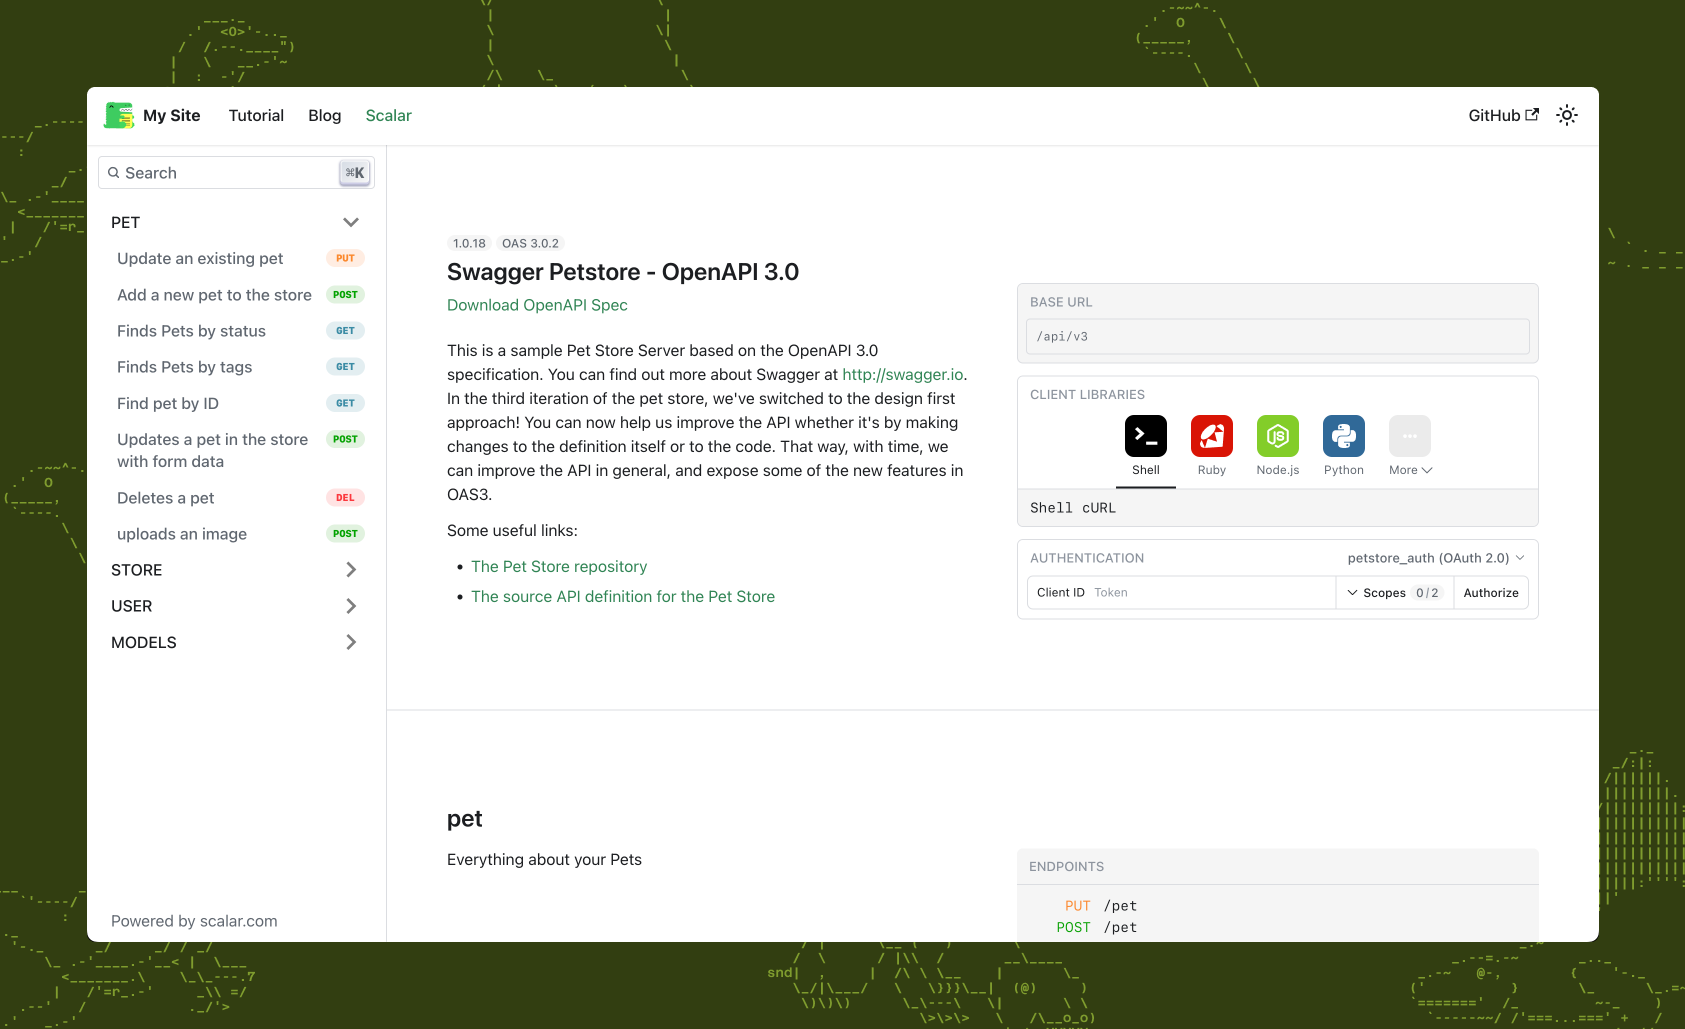 My Site
Tutorial
Blog
Scalar
GitHub
Search
⌘K
PET
Update an existing pet PUT
Add a new pet to the store POST
Finds Pets by status GET
Finds Pets by tags GET
Find pet by ID GET
Updates a pet in the store POST
with form data
Deletes a pet DEL
uploads an image POST
STORE
USER
MODELS
Powered by scalar.com
1.0.18 OAS 3.0.2
Swagger Petstore - OpenAPI 3.0
Download OpenAPI Spec
This is a sample Pet Store Server based on the OpenAPI 3.0
specification. You can find out more about Swagger at http://swagger.io.
In the third iteration of the pet store, we've switched to the design first
approach! You can now help us improve the API whether it's by making
changes to the definition itself or to the code. That way, with time, we
can improve the API in general, and expose some of the new features in
OAS3.
Some useful links:
• The Pet Store repository
• The source API definition for the Pet Store
BASE URL
/api/v3
CLIENT LIBRARIES
Shell
Ruby
Node.js
Python
More
Shell cURL
AUTHENTICATION
petstore_auth (OAuth 2.0)
Client ID Token
Scopes 0/2
Authorize
pet
Everything about your Pets
ENDPOINTS
PUT /pet
POST /pet
snd